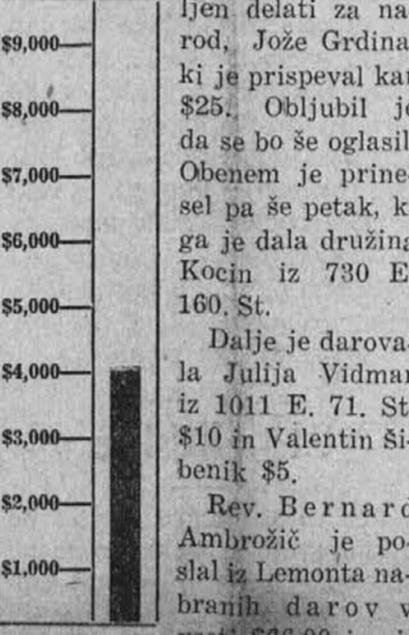 $9,000
$8,000
$7,000
$6,000
$5,000
$4,000
$3,000
$2,000
$1,000
ljen delati za na-
rod, Jože Grdina
ki je prispeval kar
$25. Obljubil je
da se bo še oglasil
Obenem je prine-
sel pa še petak, k
ga je dala družina
Kocin iz 730 E
160. St.
Dalje je darova-
la Julija Vidmar
iz 1011 E. 71. St
$10 in Valentin Ši-
benik $5.
Rev. Bernard
Ambrožič je po-
slal iz Lemonta na-
branih darov v